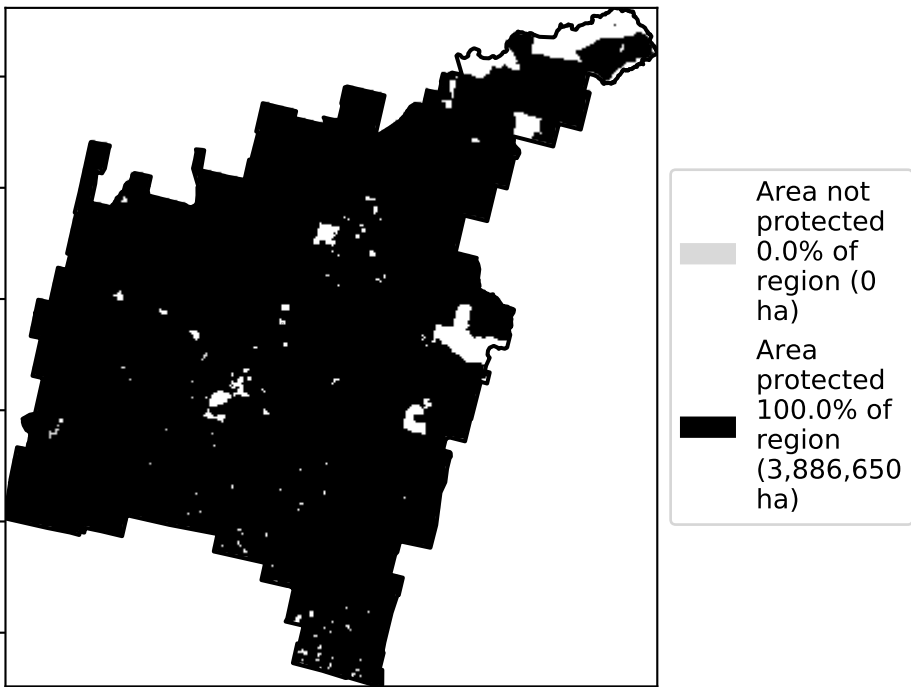 Area not
protected
0.0% of
region (0
ha)
Area
protected
100.0% of
region
(3,886,650
ha)